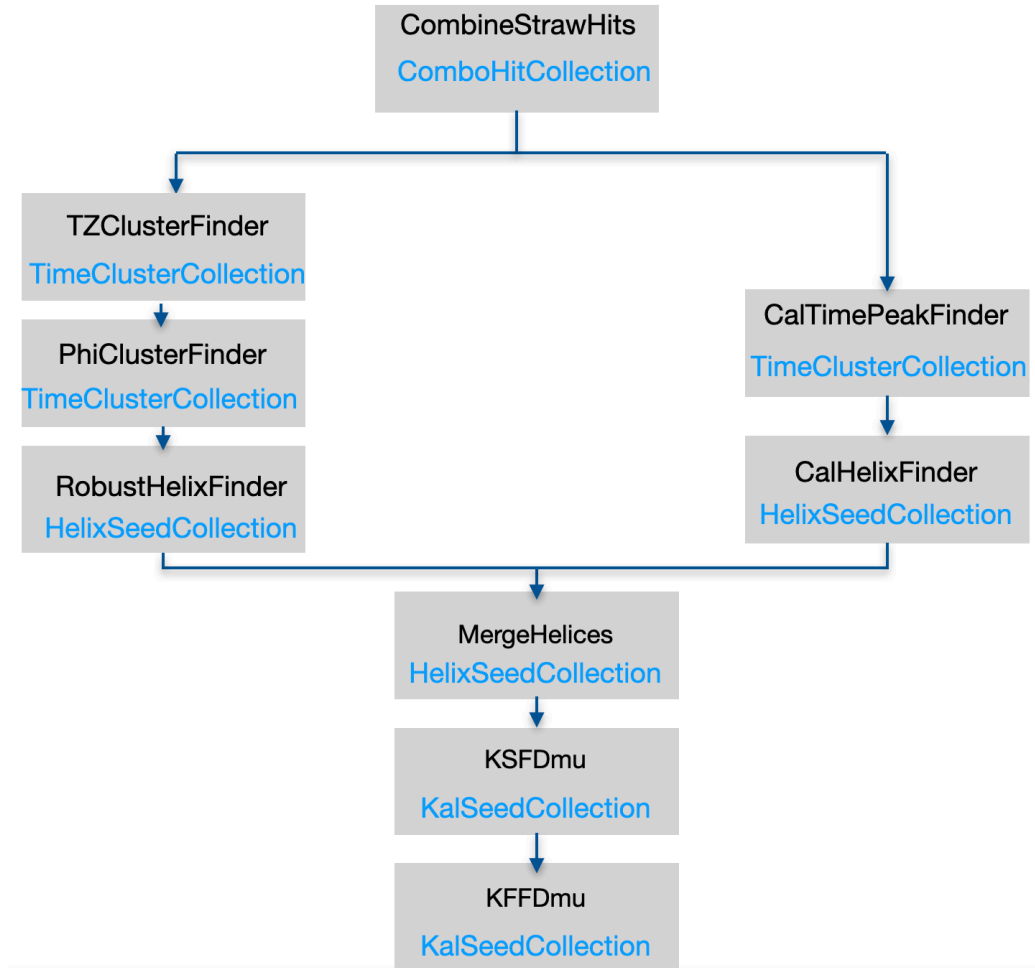 CombineStrawHits
ComboHitCollection
TZClusterFinder
TimeClusterCollection
PhiClusterFinder
TimeClusterCollection
RobustHelixFinder
HelixSeedCollection
CalTimePeakFinder
TimeClusterCollection
CalHelixFinder
HelixSeedCollection
MergeHelices
HelixSeedCollection
KSFDmu
KalSeedCollection
KFFDmu
KalSeedCollection